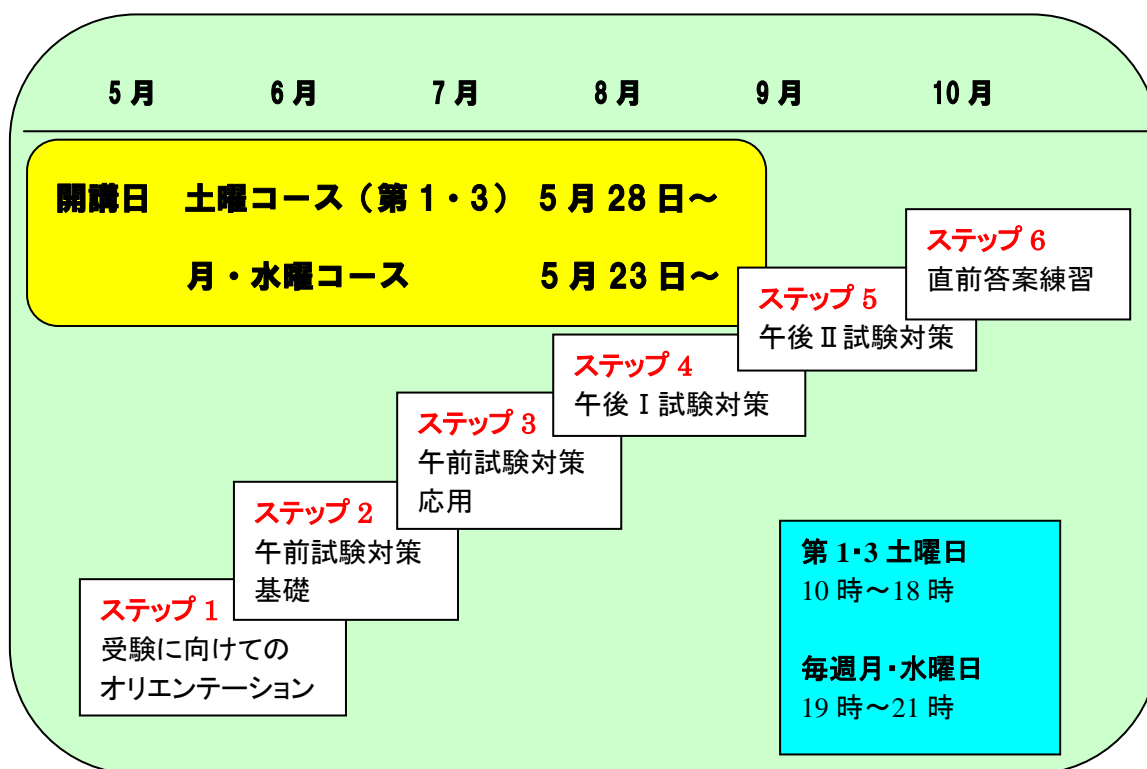 5月 6月 7月 8月 9月 10月
開講日 土曜コース（第1・3） 5月28日～
月・水曜コース 5月23日～
ステップ6
直前答案練習
ステップ5
午後Ⅱ試験対策
ステップ4
午後Ⅰ試験対策
ステップ3
午前試験対策
応用
ステップ2
午前試験対策
基礎
ステップ1
受験に向けての
オリエンテーション
第1・3土曜日
10時～18時
毎週月・水曜日
19時～21時